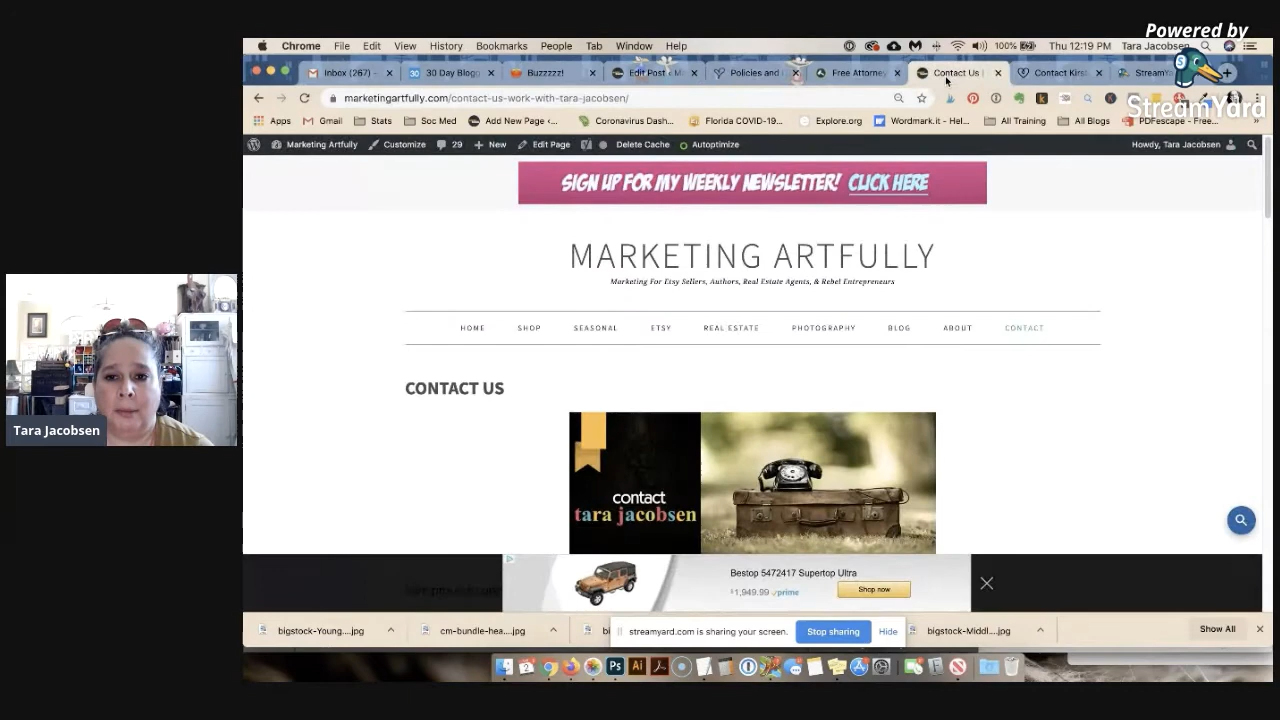 Powered by
StreamYard
Chrome File Edit View History Bookmarks People Tab Window Help
100% Thu 12:19 PM Tara Jacobsen
Inbox (267) - 30 Day Blogg Buzzzzz! Edit Post Policies and Free Attorney Contact Us | Contact Kirs StreamYa
marketingartfully.com/contact-us-work-with-tara-jacobsen/
Apps Gmail Stats Soc Med Add New Page ‹... Coronavirus Dash... Florida COVID-19... Explore.org Wordmark.it - Hel... All Training All Blogs PDFescape - Free...
Marketing Artfully Customize 29 New Edit Page Delete Cache Autoptimize Howdy, Tara Jacobsen
SIGN UP FOR MY WEEKLY NEWSLETTER! CLICK HERE
MARKETING ARTFULLY
Marketing For Etsy Sellers, Authors, Real Estate Agents, & Rebel Entrepreneurs
HOME SHOP SEASONAL ETSY REAL ESTATE PHOTOGRAPHY BLOG ABOUT CONTACT
CONTACT US
contact
tara jacobsen
Tara Jacobsen
Bestop 5472417 Supertop Ultra
$1,949.99 prime
Shop now
bigstock-Young....jpg cm-bundle-hea....jpg streamyard.com is sharing your screen. Stop sharing Hide bigstock-Middl....jpg Show All